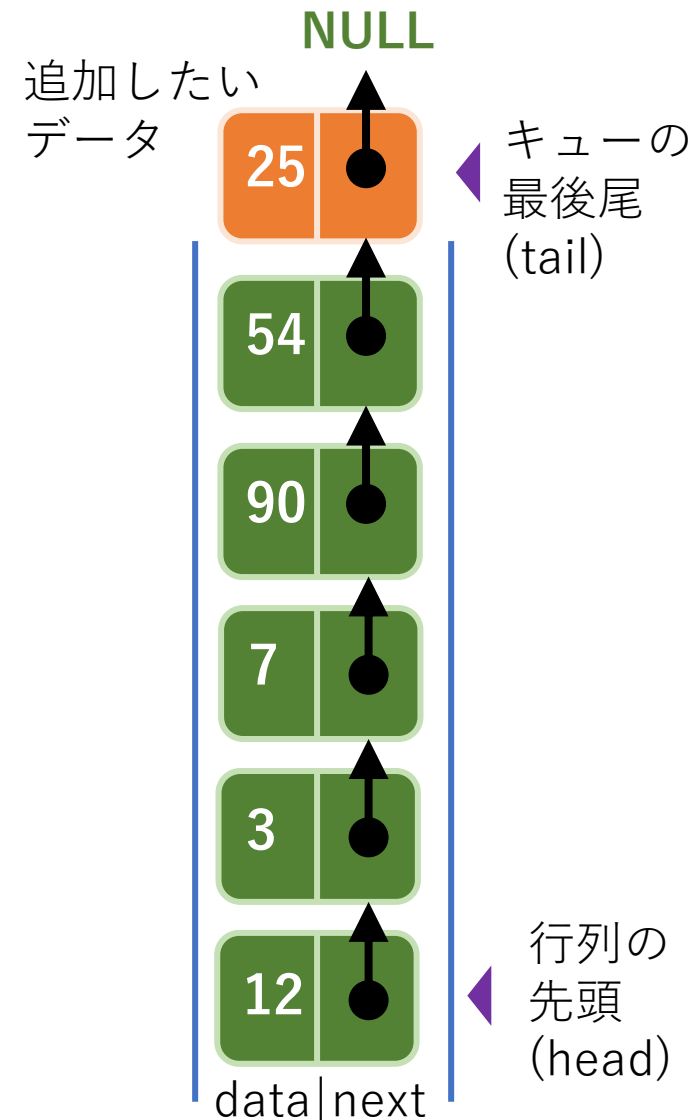 NULL
追加したい
データ
25
キューの
最後尾
(tail)
54
90
7
3
12
行列の
先頭
(head)
data|next